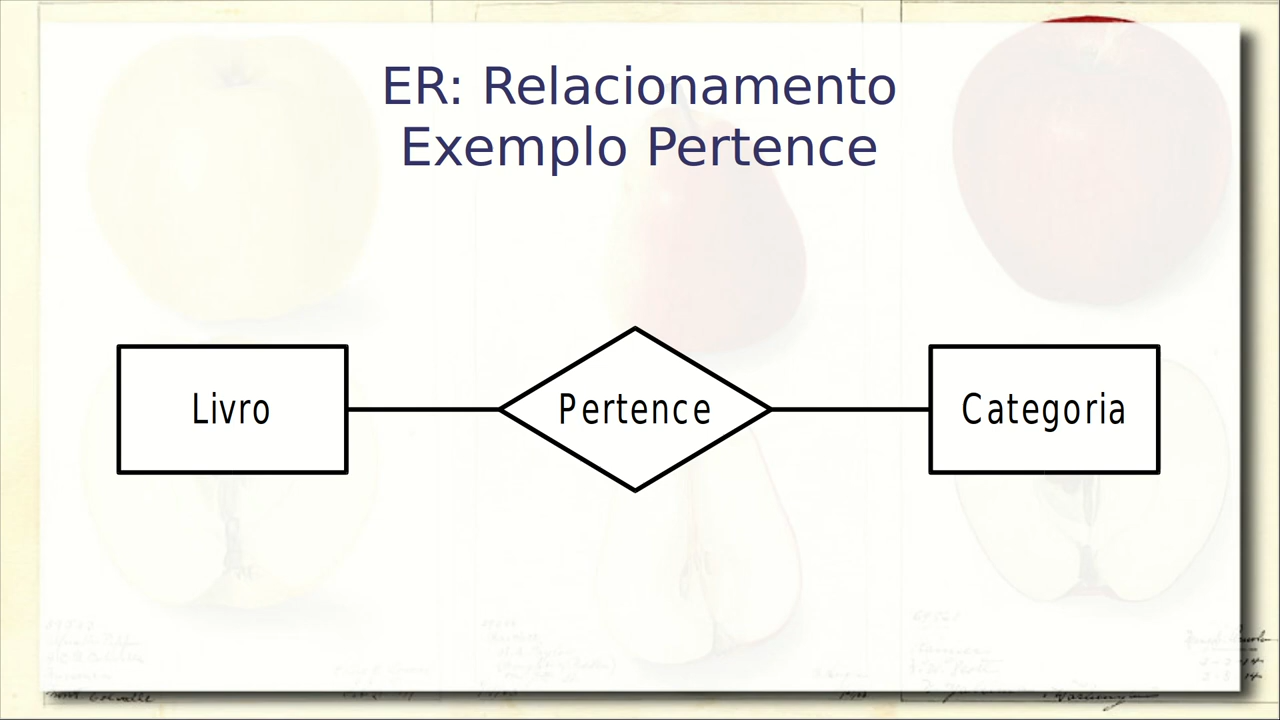 ER: Relacionamento
Exemplo Pertence
Livro
Pertence
Categoria